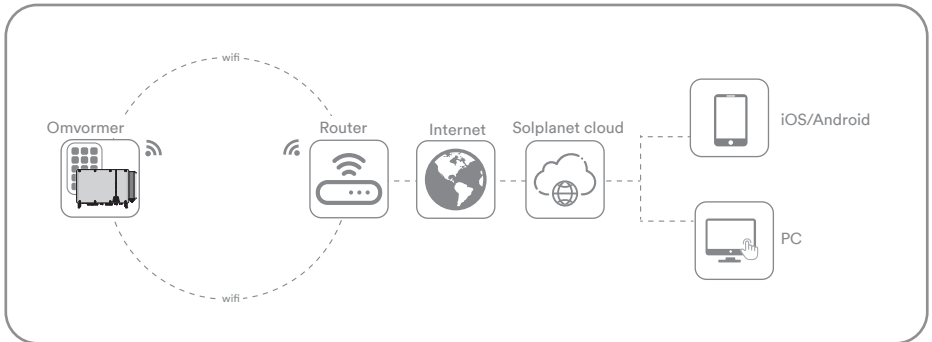 wifi
Omvormer
Router
Internet
Solplanet cloud
iOS/Android
PC
wifi